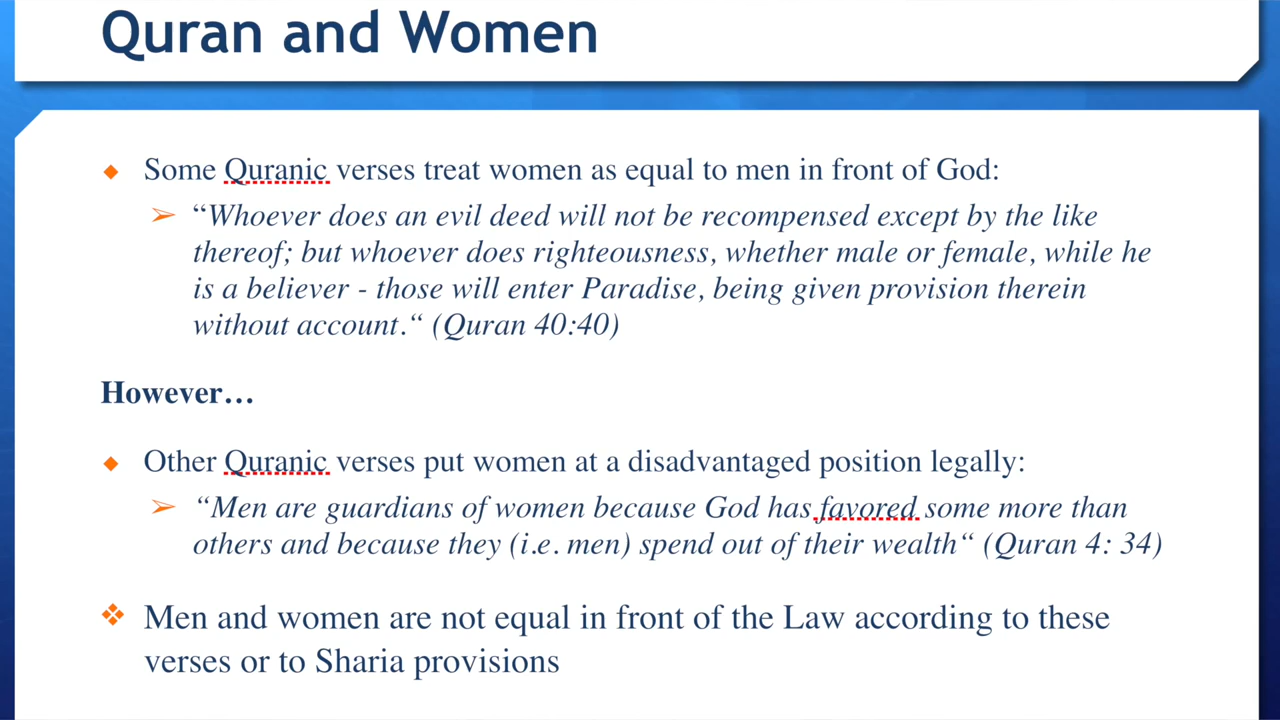 Quran and Women
Some Quranic verses treat women as equal to men in front of God:
“Whoever does an evil deed will not be recompensed except by the like
thereof; but whoever does righteousness, whether male or female, while he
is a believer - those will enter Paradise, being given provision therein
without account.“ (Quran 40:40)
However…
Other Quranic verses put women at a disadvantaged position legally:
“Men are guardians of women because God has favored some more than
others and because they (i.e. men) spend out of their wealth“ (Quran 4: 34)
Men and women are not equal in front of the Law according to these
verses or to Sharia provisions